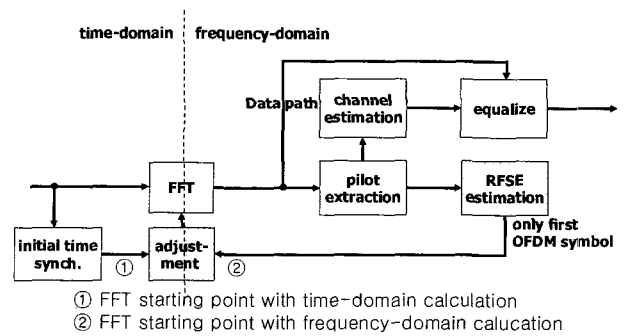 time-domain
frequency-domain
Data path
channel
estimation
equalize
FFT
pilot
extraction
RFSE
estimation
only first
OFDM symbol
initial time
synch.
①
adjust-
ment
②
① FFT starting point with time-domain calculation
② FFT starting point with frequency-domain calucation